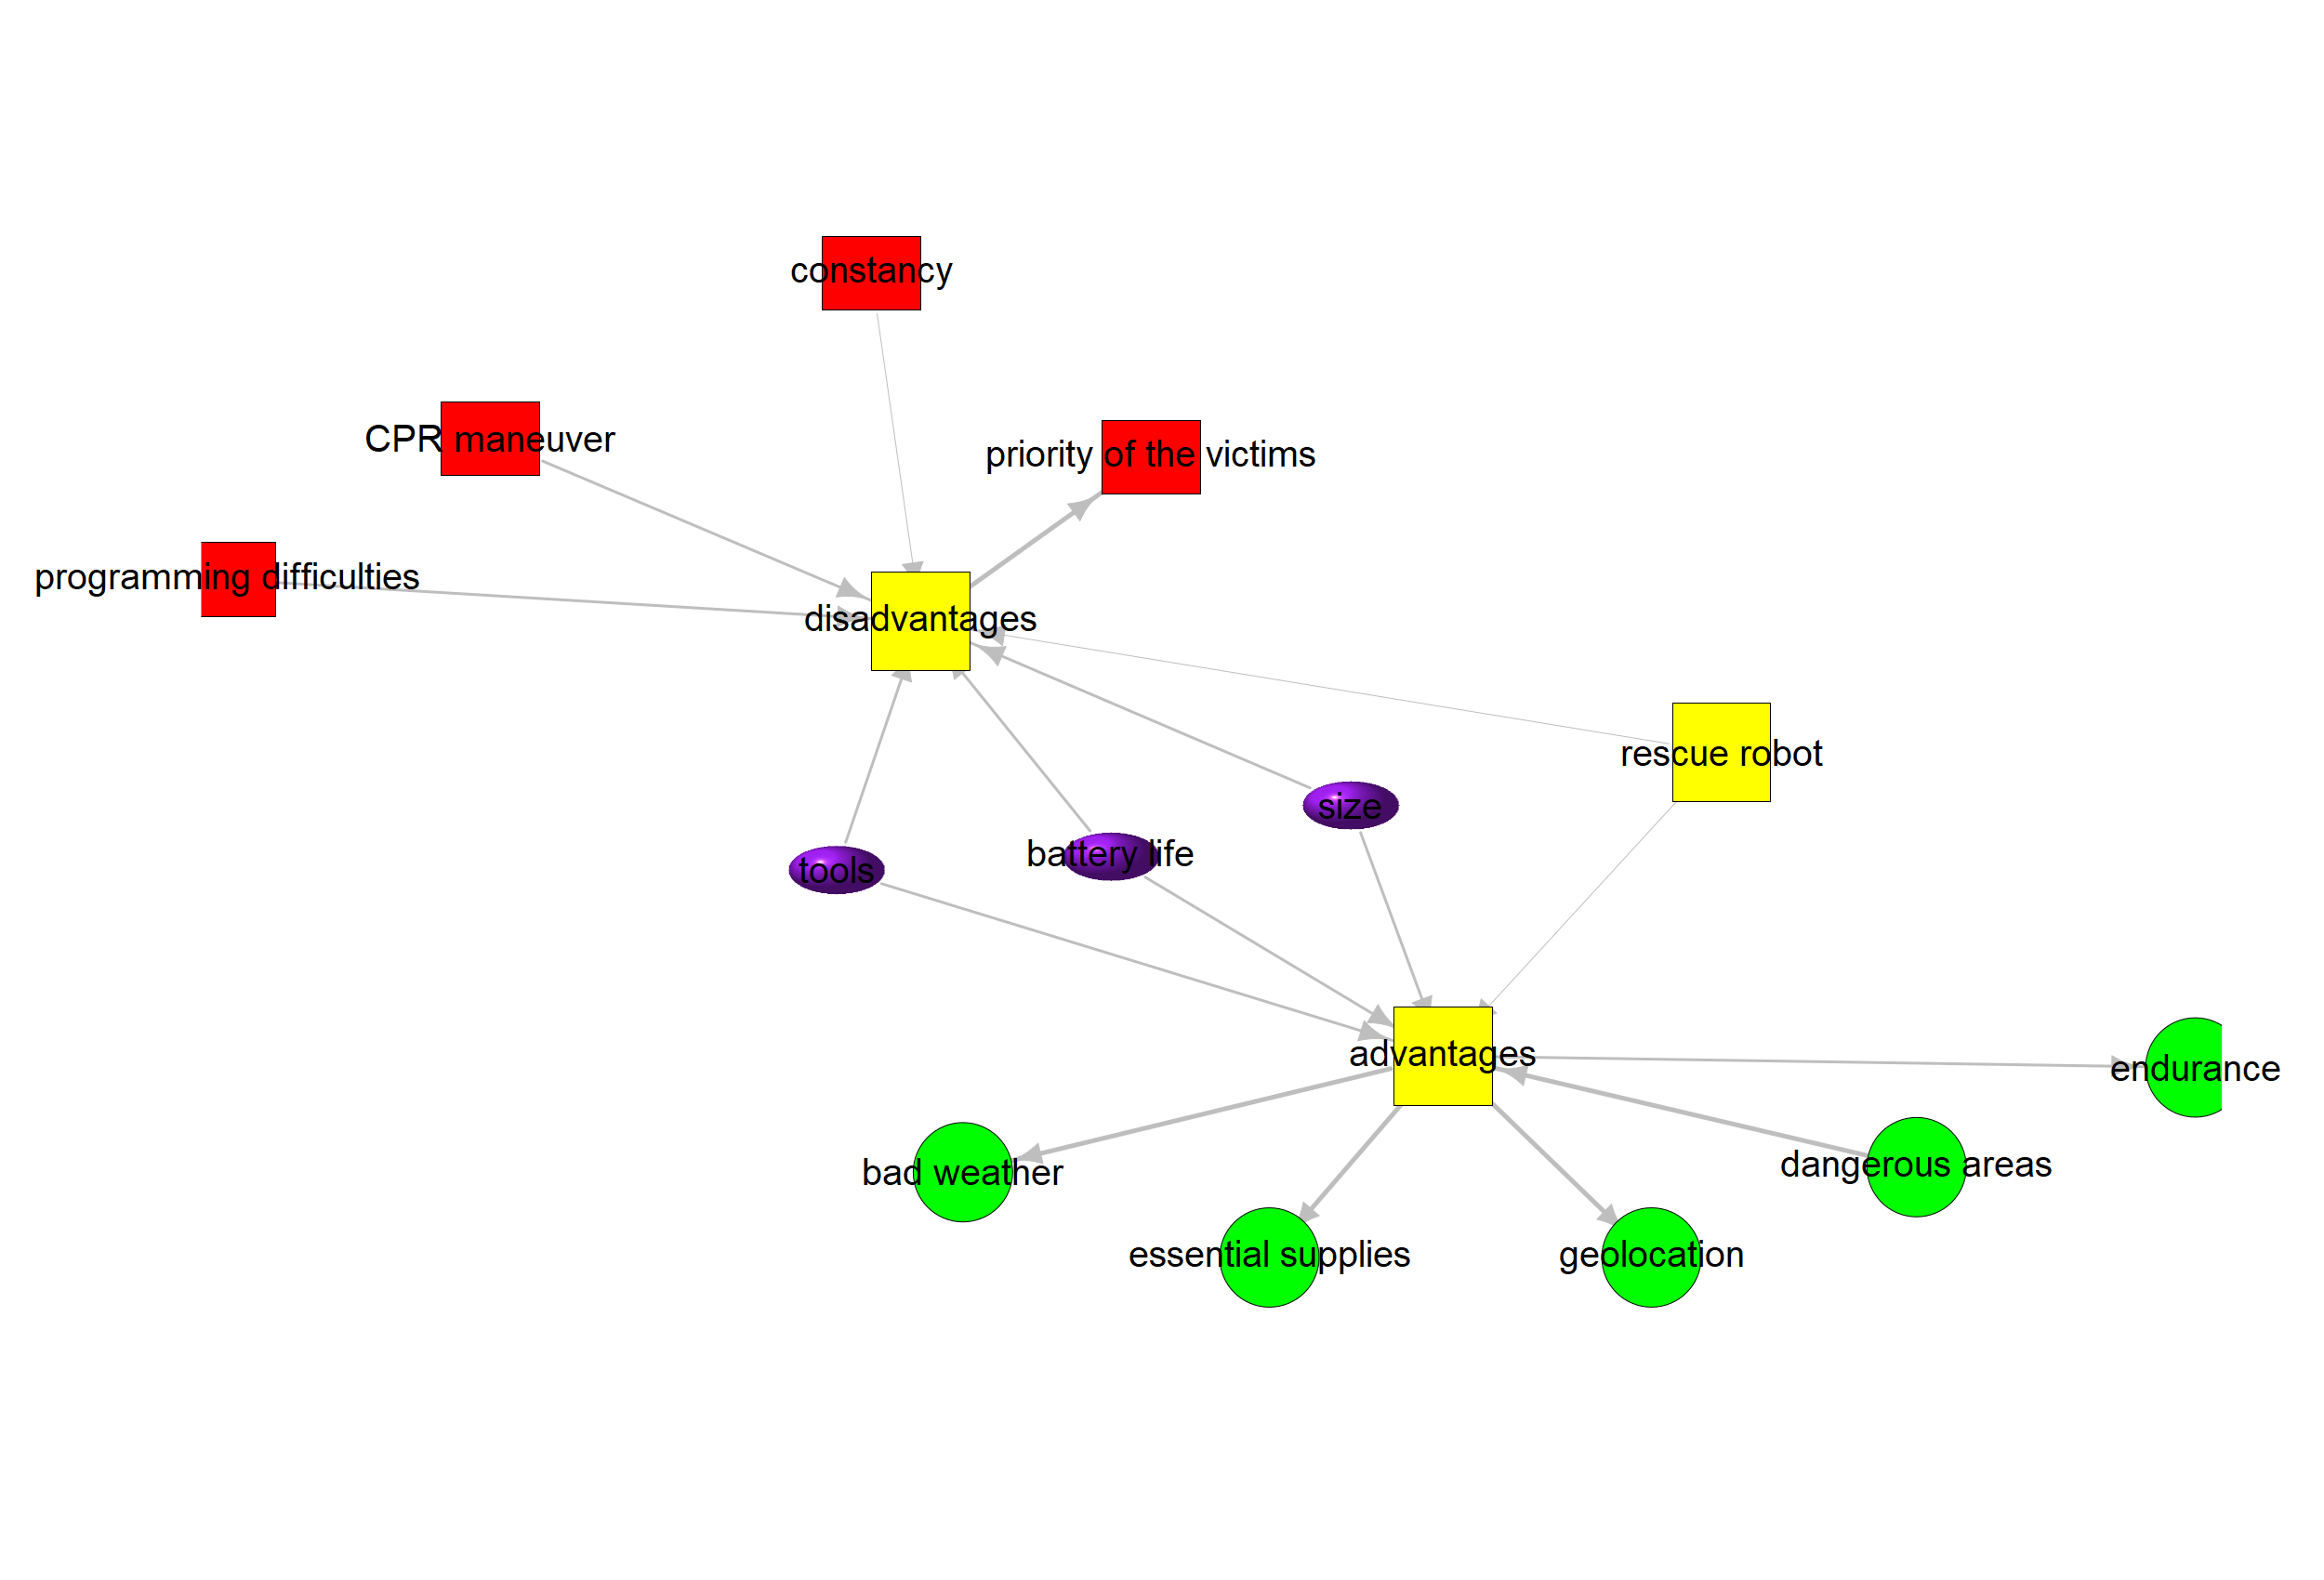 constancy
CPR maneuver
priority of the victims
programming difficulties
disadvantages
rescue robot
size
battery life
tools
advantages
endurance
dangerous areas
bad weather
essential supplies
geolocation